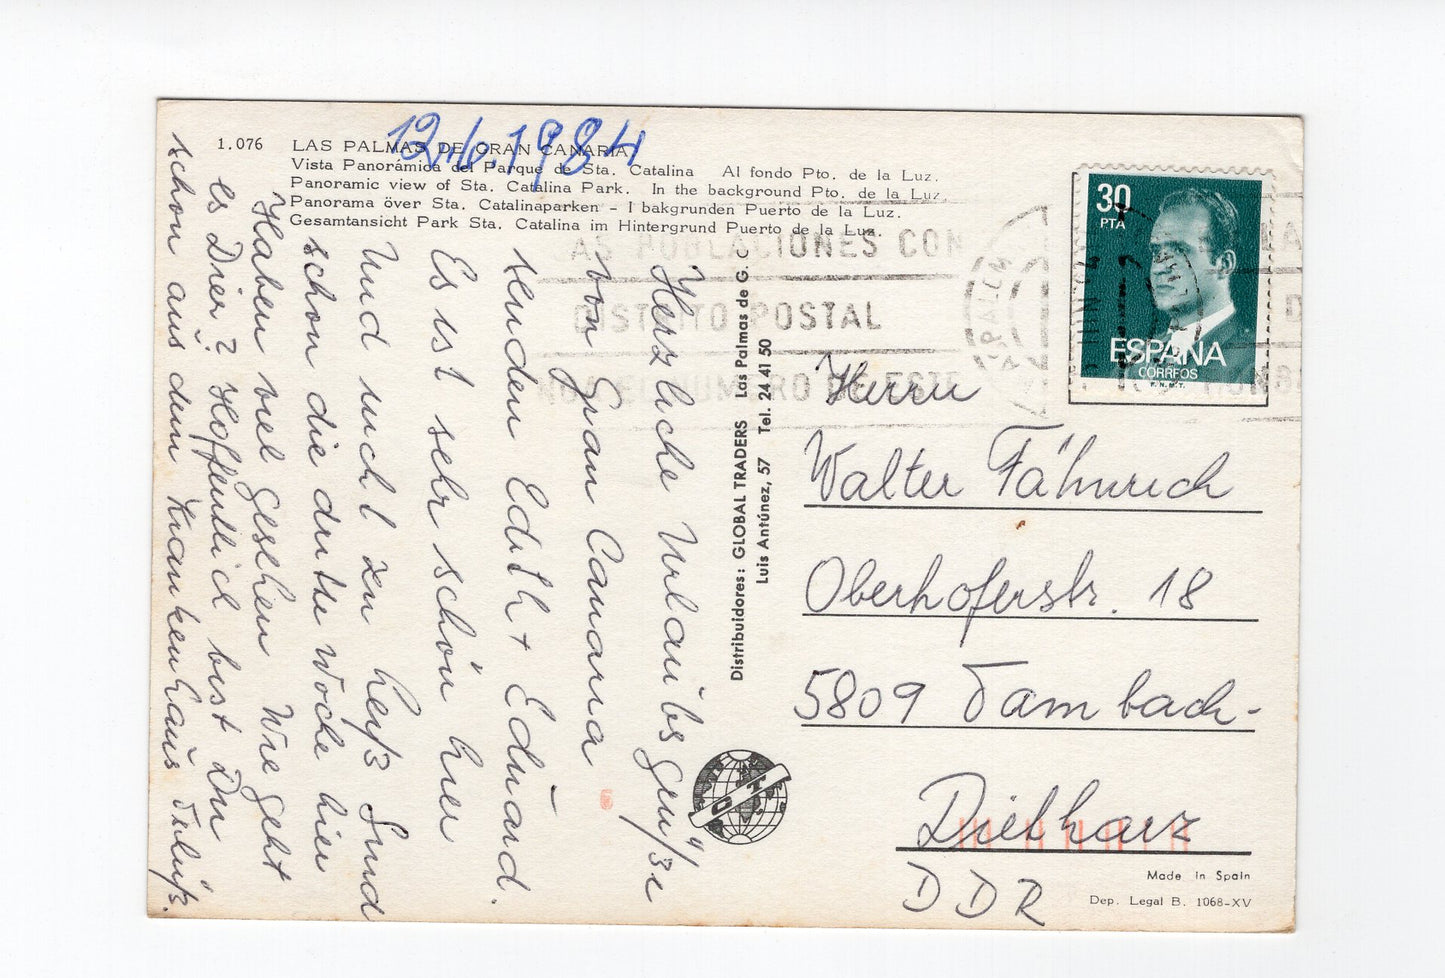 12.6.1984
1.076 LAS PALMAS DE GRAN CANARIA
Vista Panorámica del Parque de Sta. Catalina Al fondo Pto. de la Luz.
Panoramic view of Sta. Catalina Park. In the background Pto. de la Luz.
Panorama över Sta. Catalinaparken - I bakgrunden Puerto de la Luz.
Gesamtansicht Park Sta. Catalina im Hintergrund Puerto de la Luz.
Herzliche Urlaubsgrüße
von Gran Canaria
senden Edith + Eduard.
Es ist sehr schön hier
und nicht zu heiß Sind
schon die dritte Woche hier
Haben viel gesehen Wie geht
es Dier? Hoffentlich bist Du
schon aus dem Krankenhaus
Distribuidores: GLOBAL TRADERS Las Palmas de G. C
Luis Antúnez, 57 Tel. 24 41 50
G T
30
PTA
ESPAÑA
CORREOS
F.N.M.T.
LAS POBLACIONES CON
DISTRITO POSTAL
EL NUMERO DE ESTE
Herrn
Walter Fähnrich
Oberhoferstr. 18
5809 Tambach-
Dietharz
DDR
Made in Spain
Dep. Legal B. 1068-XV